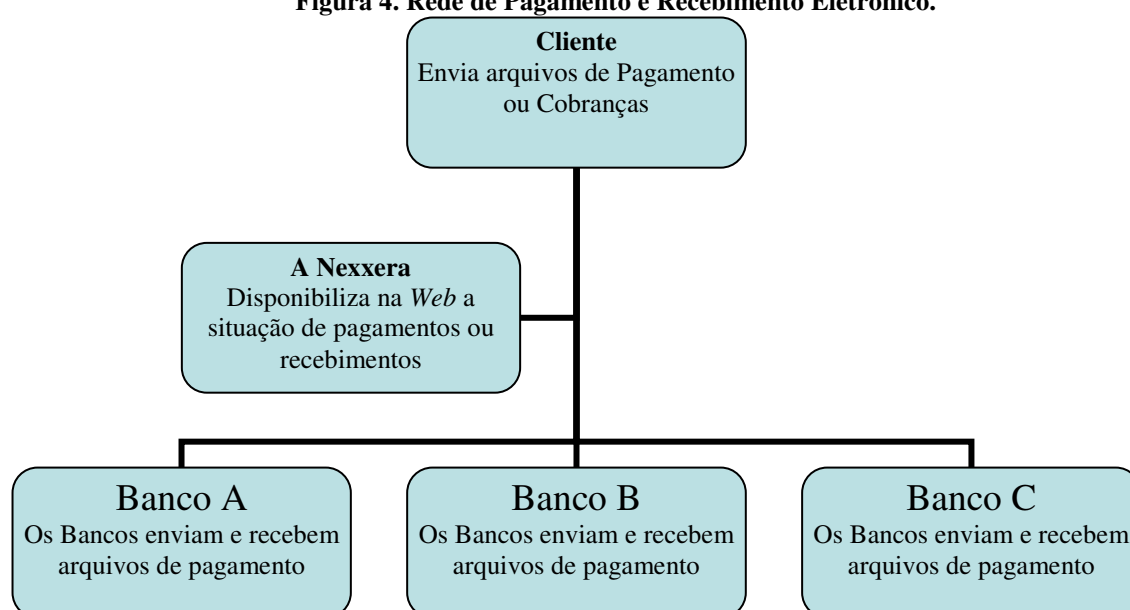 Figura 4. Rede de Pagamento e Recebimento Eletrônico.
Cliente
Envia arquivos de Pagamento
ou Cobranças
A Nexxera
Disponibiliza na Web a
situação de pagamentos ou
recebimentos
Banco A
Os Bancos enviam e recebem
arquivos de pagamento
Banco B
Os Bancos enviam e recebem
arquivos de pagamento
Banco C
Os Bancos enviam e recebem
arquivos de pagamento